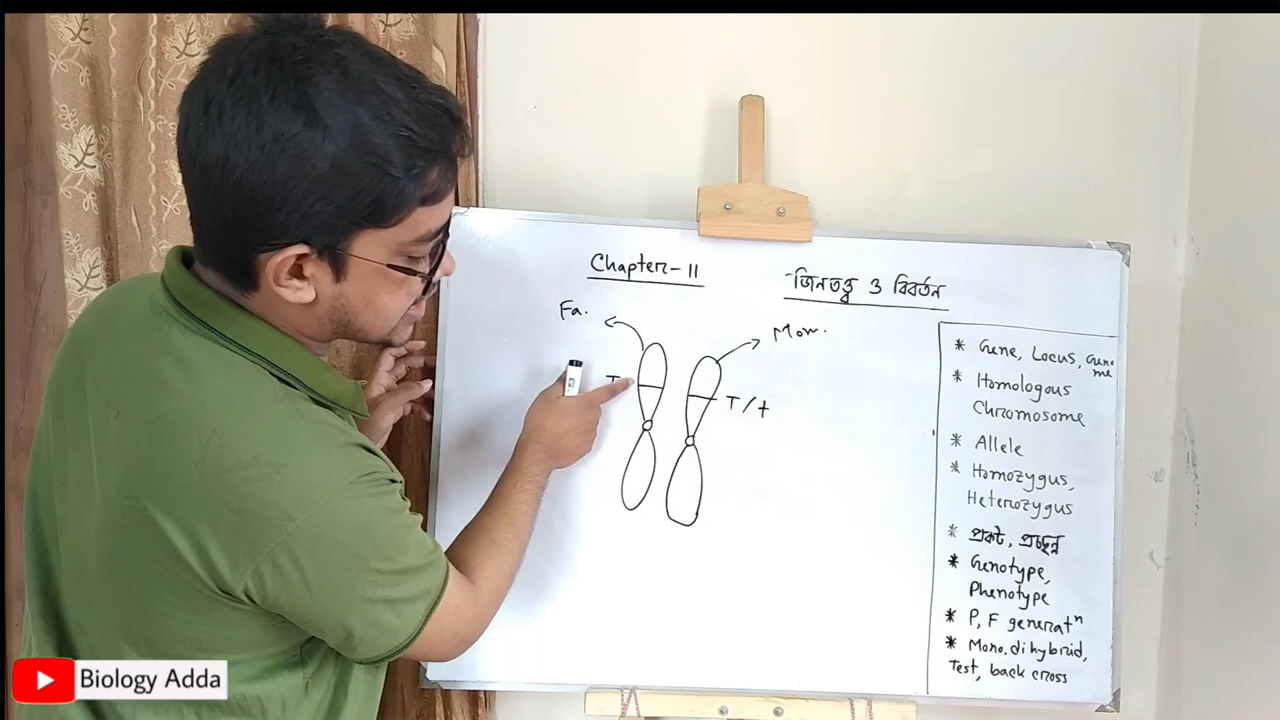 Chapter-11
জিনতত্ত্ব ও বিবর্তন
Fa.
Mom.
T
T/t
* Gene, Locus, Genome
* Homologous
Chromosome
* Allele
* Homozygus,
Heterozygus
* প্রকট, প্রচ্ছন্ন
* Genotype,
Phenotype
* P, F generatⁿ
* Mono, dihybrid,
Test, back cross
Biology Adda